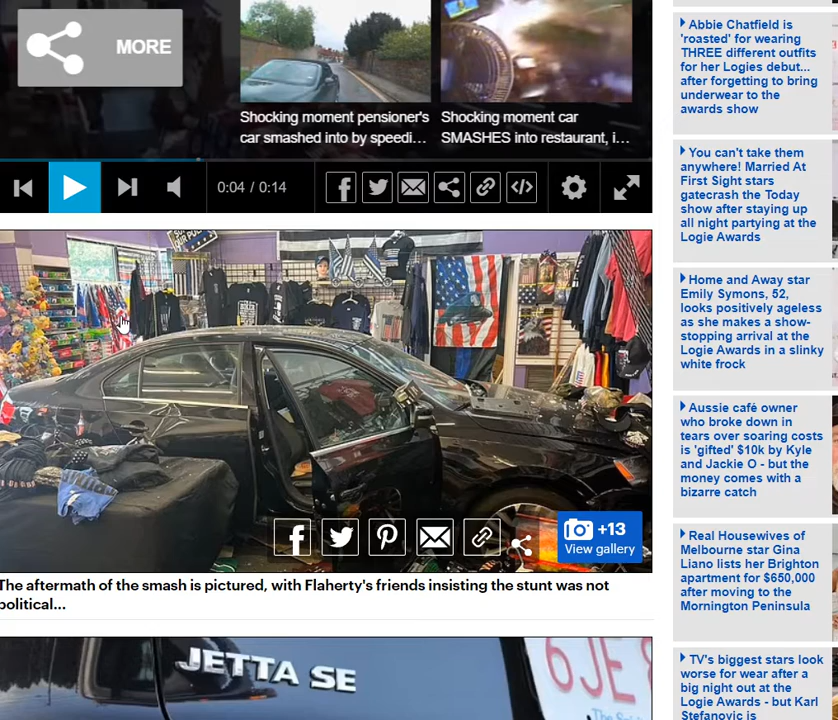 MORE
Shocking moment pensioner's
car smashed into by speedi...
Shocking moment car
SMASHES into restaurant, i...
0:04 / 0:14
+13
View gallery
The aftermath of the smash is pictured, with Flaherty's friends insisting the stunt was not
political...
JETTA SE
6JE
Abbie Chatfield is
'roasted' for wearing
THREE different outfits
for her Logies debut...
after forgetting to bring
underwear to the
awards show
You can't take them
anywhere! Married At
First Sight stars
gatecrash the Today
show after staying up
all night partying at the
Logie Awards
Home and Away star
Emily Symons, 52,
looks positively ageless
as she makes a show-
stopping arrival at the
Logie Awards in a slinky
white frock
Aussie café owner
who broke down in
tears over soaring costs
is 'gifted' $10k by Kyle
and Jackie O - but the
money comes with a
bizarre catch
Real Housewives of
Melbourne star Gina
Liano lists her Brighton
apartment for $650,000
after moving to the
Mornington Peninsula
TV's biggest stars look
worse for wear after a
big night out at the
Logie Awards - but Karl
Stefanovic is